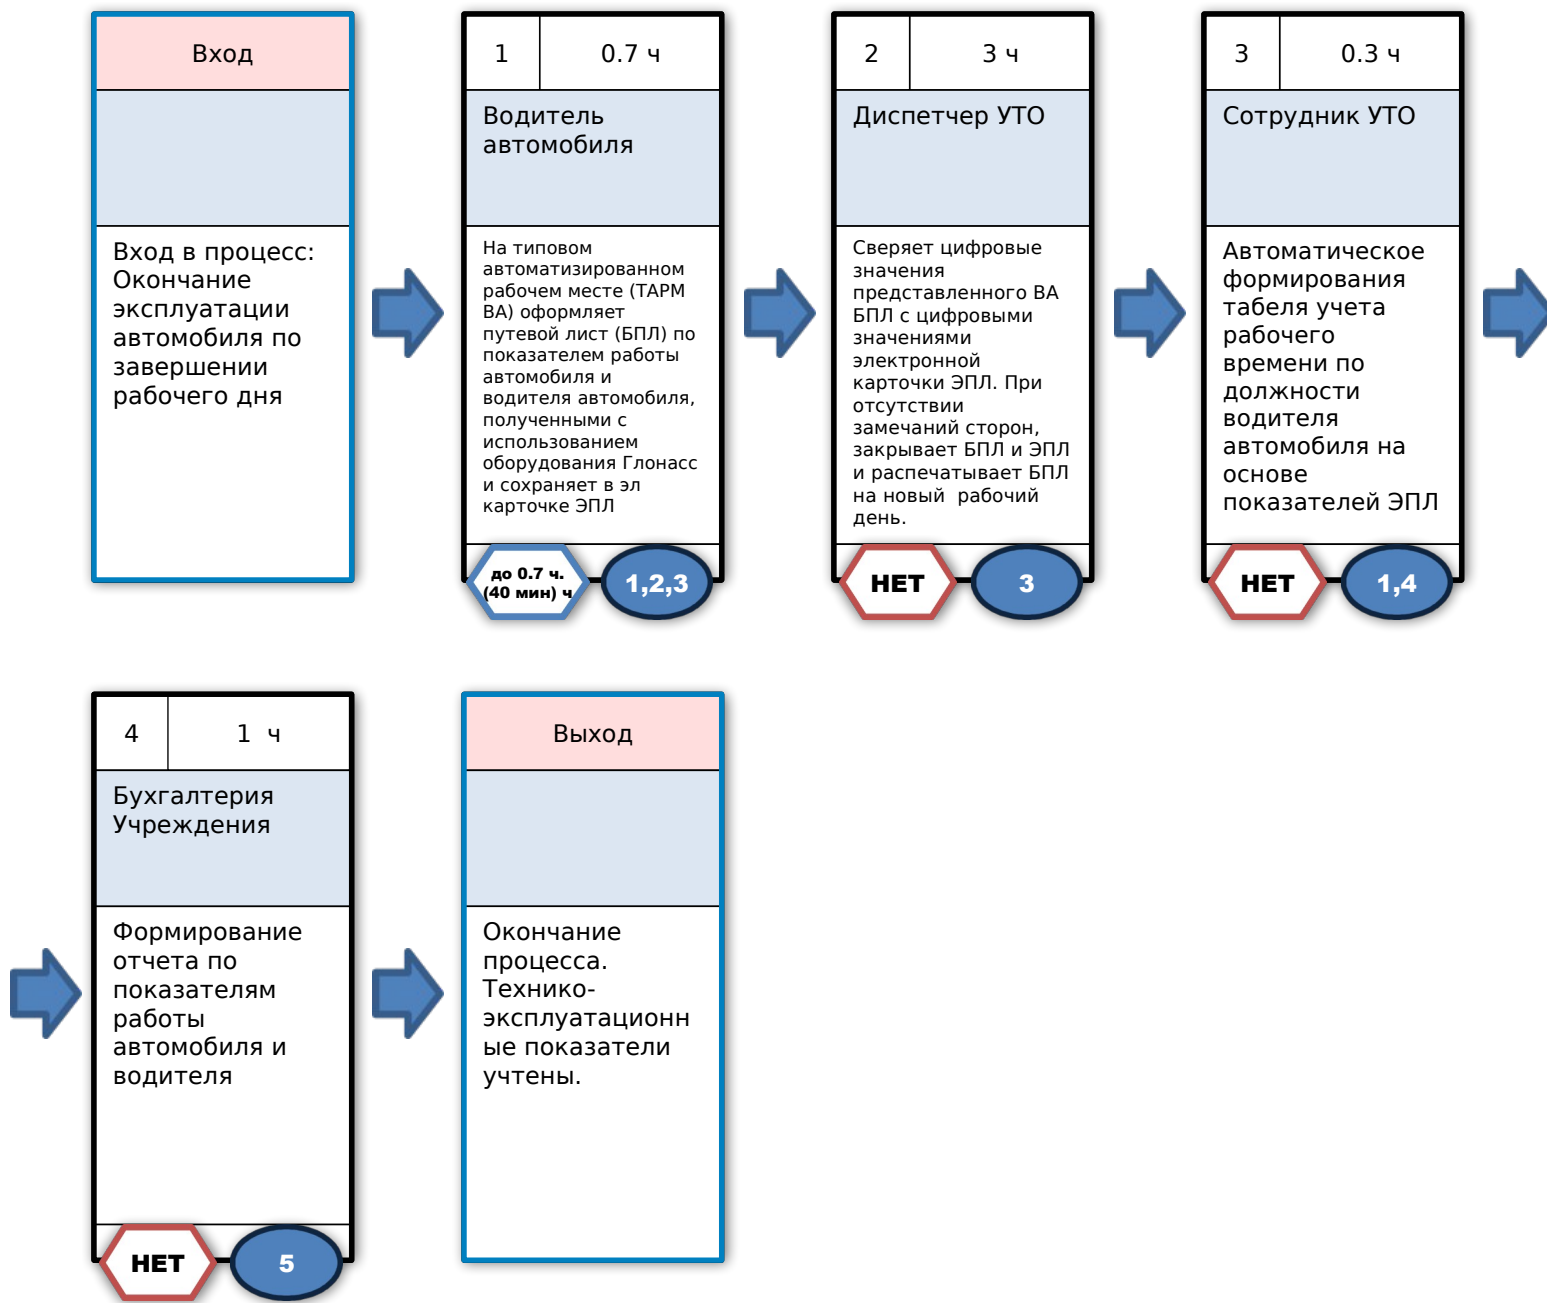 Вход
Вход в процесс:
Окончание
эксплуатации
автомобиля по
завершении
рабочего дня
1
0.7 ч
Водитель
автомобиля
На типовом
автоматизированном
рабочем месте (ТАРМ
ВА) оформляет
путевой лист (БПЛ) по
показателем работы
автомобиля и
водителя автомобиля,
полученными с
использованием
оборудования Глонасс
и сохраняет в эл
карточке ЭПЛ
до 0.7 ч.
(40 мин) ч
1,2,3
2
3 ч
Диспетчер УТО
Сверяет цифровые
значения
представленного ВА
БПЛ с цифровыми
значениями
электронной
карточки ЭПЛ. При
отсутствии
замечаний сторон,
закрывает БПЛ и ЭПЛ
и распечатывает БПЛ
на новый  рабочий
день.
НЕТ
3
3
0.3 ч
Сотрудник УТО
Автоматическое
формирования
табеля учета
рабочего
времени по
должности
водителя
автомобиля на
основе
показателей ЭПЛ
НЕТ
1,4
4
1  ч
Бухгалтерия
Учреждения
Формирование
отчета по
показателям
работы
автомобиля и
водителя
НЕТ
5
Выход
Окончание
процесса.
Технико-
эксплуатационн
ые показатели
учтены.